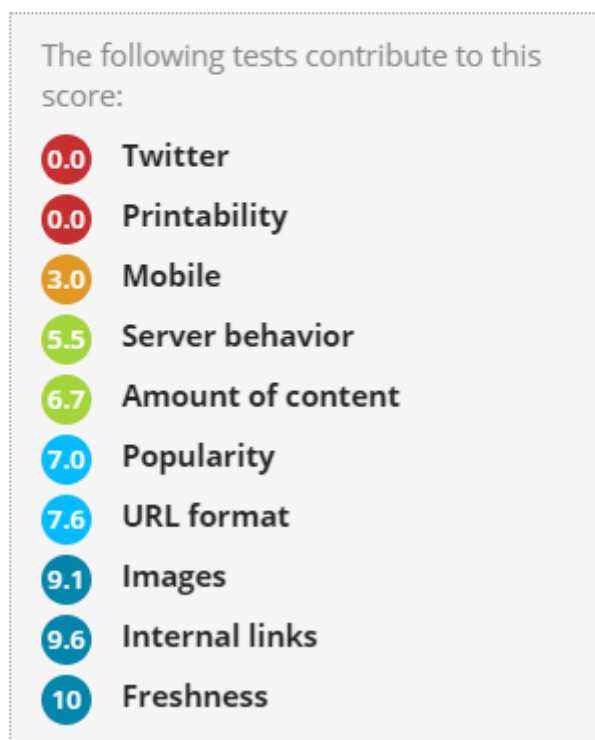 The following tests contribute to this
score:
0.0 Twitter
0.0 Printability
3.0 Mobile
5.5 Server behavior
6.7 Amount of content
7.0 Popularity
7.6 URL format
9.1 Images
9.6 Internal links
10 Freshness